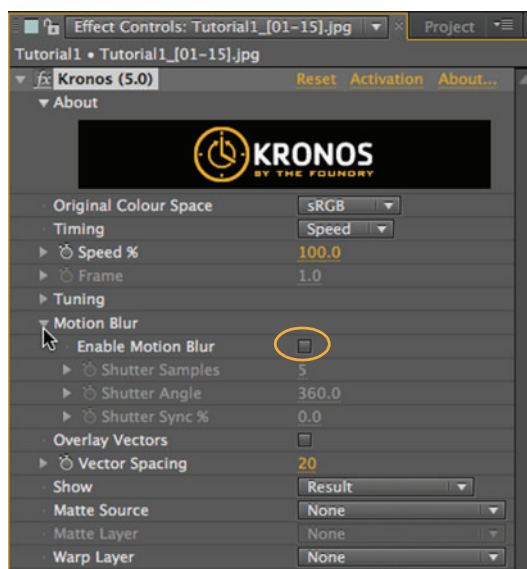 Effect Controls: Tutorial1_[01-15].jpg Project
Tutorial1 • Tutorial1_[01-15].jpg
fx Kronos (5.0) Reset Activation About...
About
KRONOS
BY THE FOUNDRY
Original Colour Space sRGB
Timing Speed
Speed % 100.0
Frame 1.0
Tuning
Motion Blur
Enable Motion Blur
Shutter Samples 5
Shutter Angle 360.0
Shutter Sync % 0.0
Overlay Vectors
Vector Spacing 20
Show Result
Matte Source None
Matte Layer None
Warp Layer None